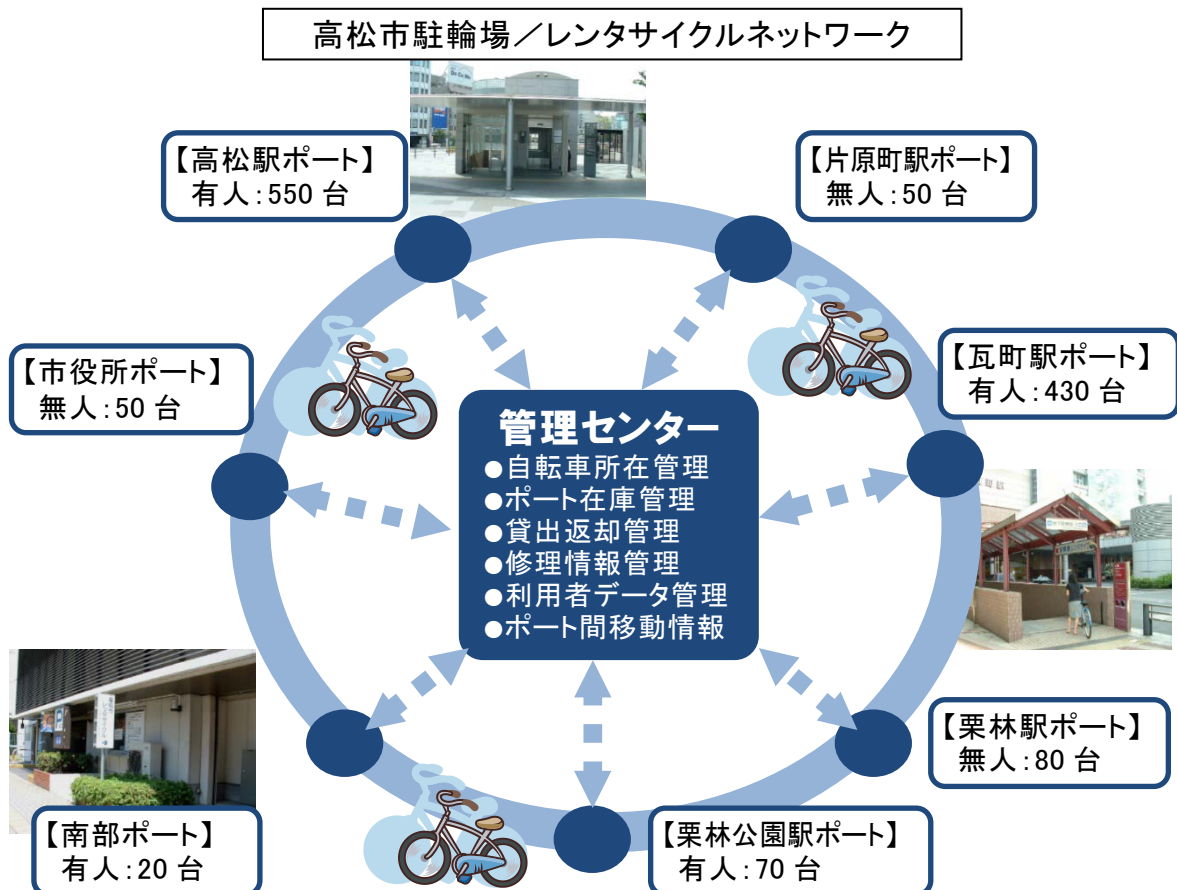 高松市駐輪場／レンタサイクルネットワーク
【高松駅ポート】
有人：550 台
【片原町駅ポート】
無人：50 台
【市役所ポート】
無人：50 台
【瓦町駅ポート】
有人：430 台
管理センター
●自転車所在管理
●ポート在庫管理
●貸出返却管理
●修理情報管理
●利用者データ管理
●ポート間移動情報
【栗林駅ポート】
無人：80 台
【南部ポート】
有人：20 台
【栗林公園駅ポート】
有人：70 台